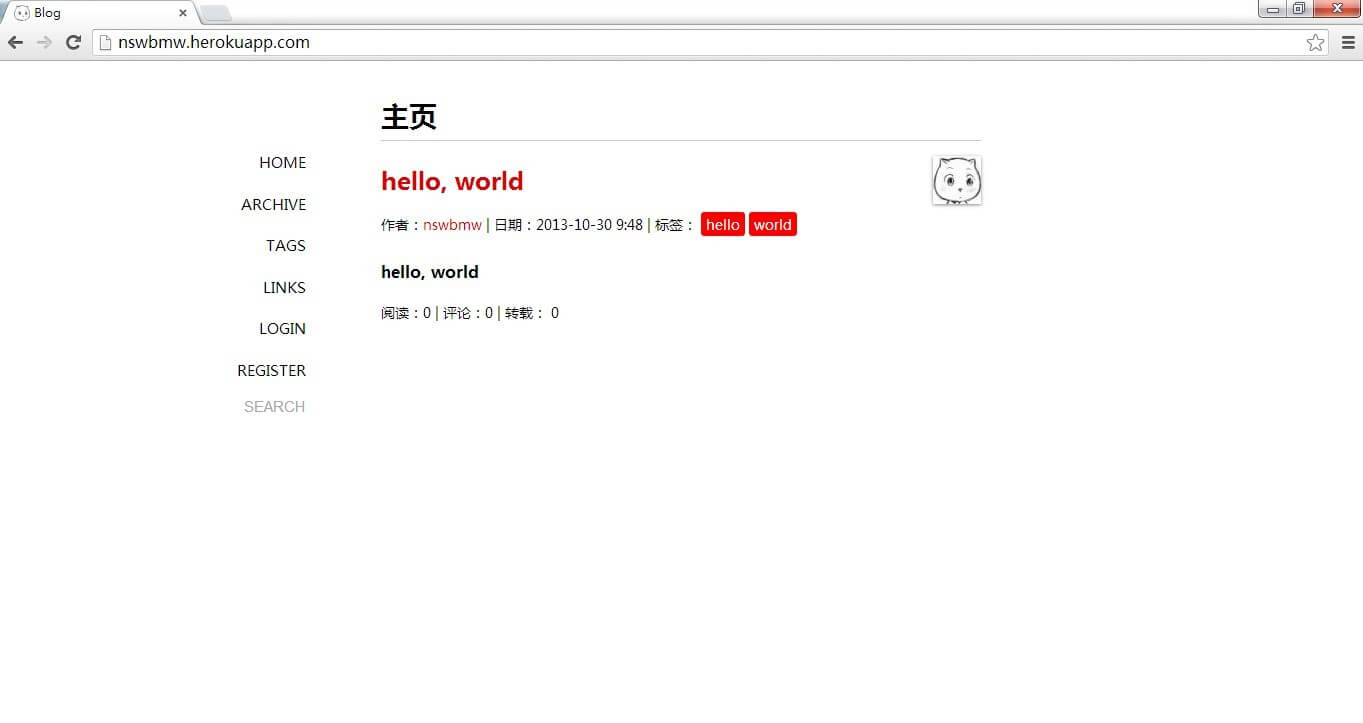 Blog
nswbmw.herokuapp.com
主页
HOME
ARCHIVE
TAGS
LINKS
LOGIN
REGISTER
SEARCH
hello, world
作者：nswbmw | 日期：2013-10-30 9:48 | 标签： hello world
hello, world
阅读：0 | 评论：0 | 转载： 0